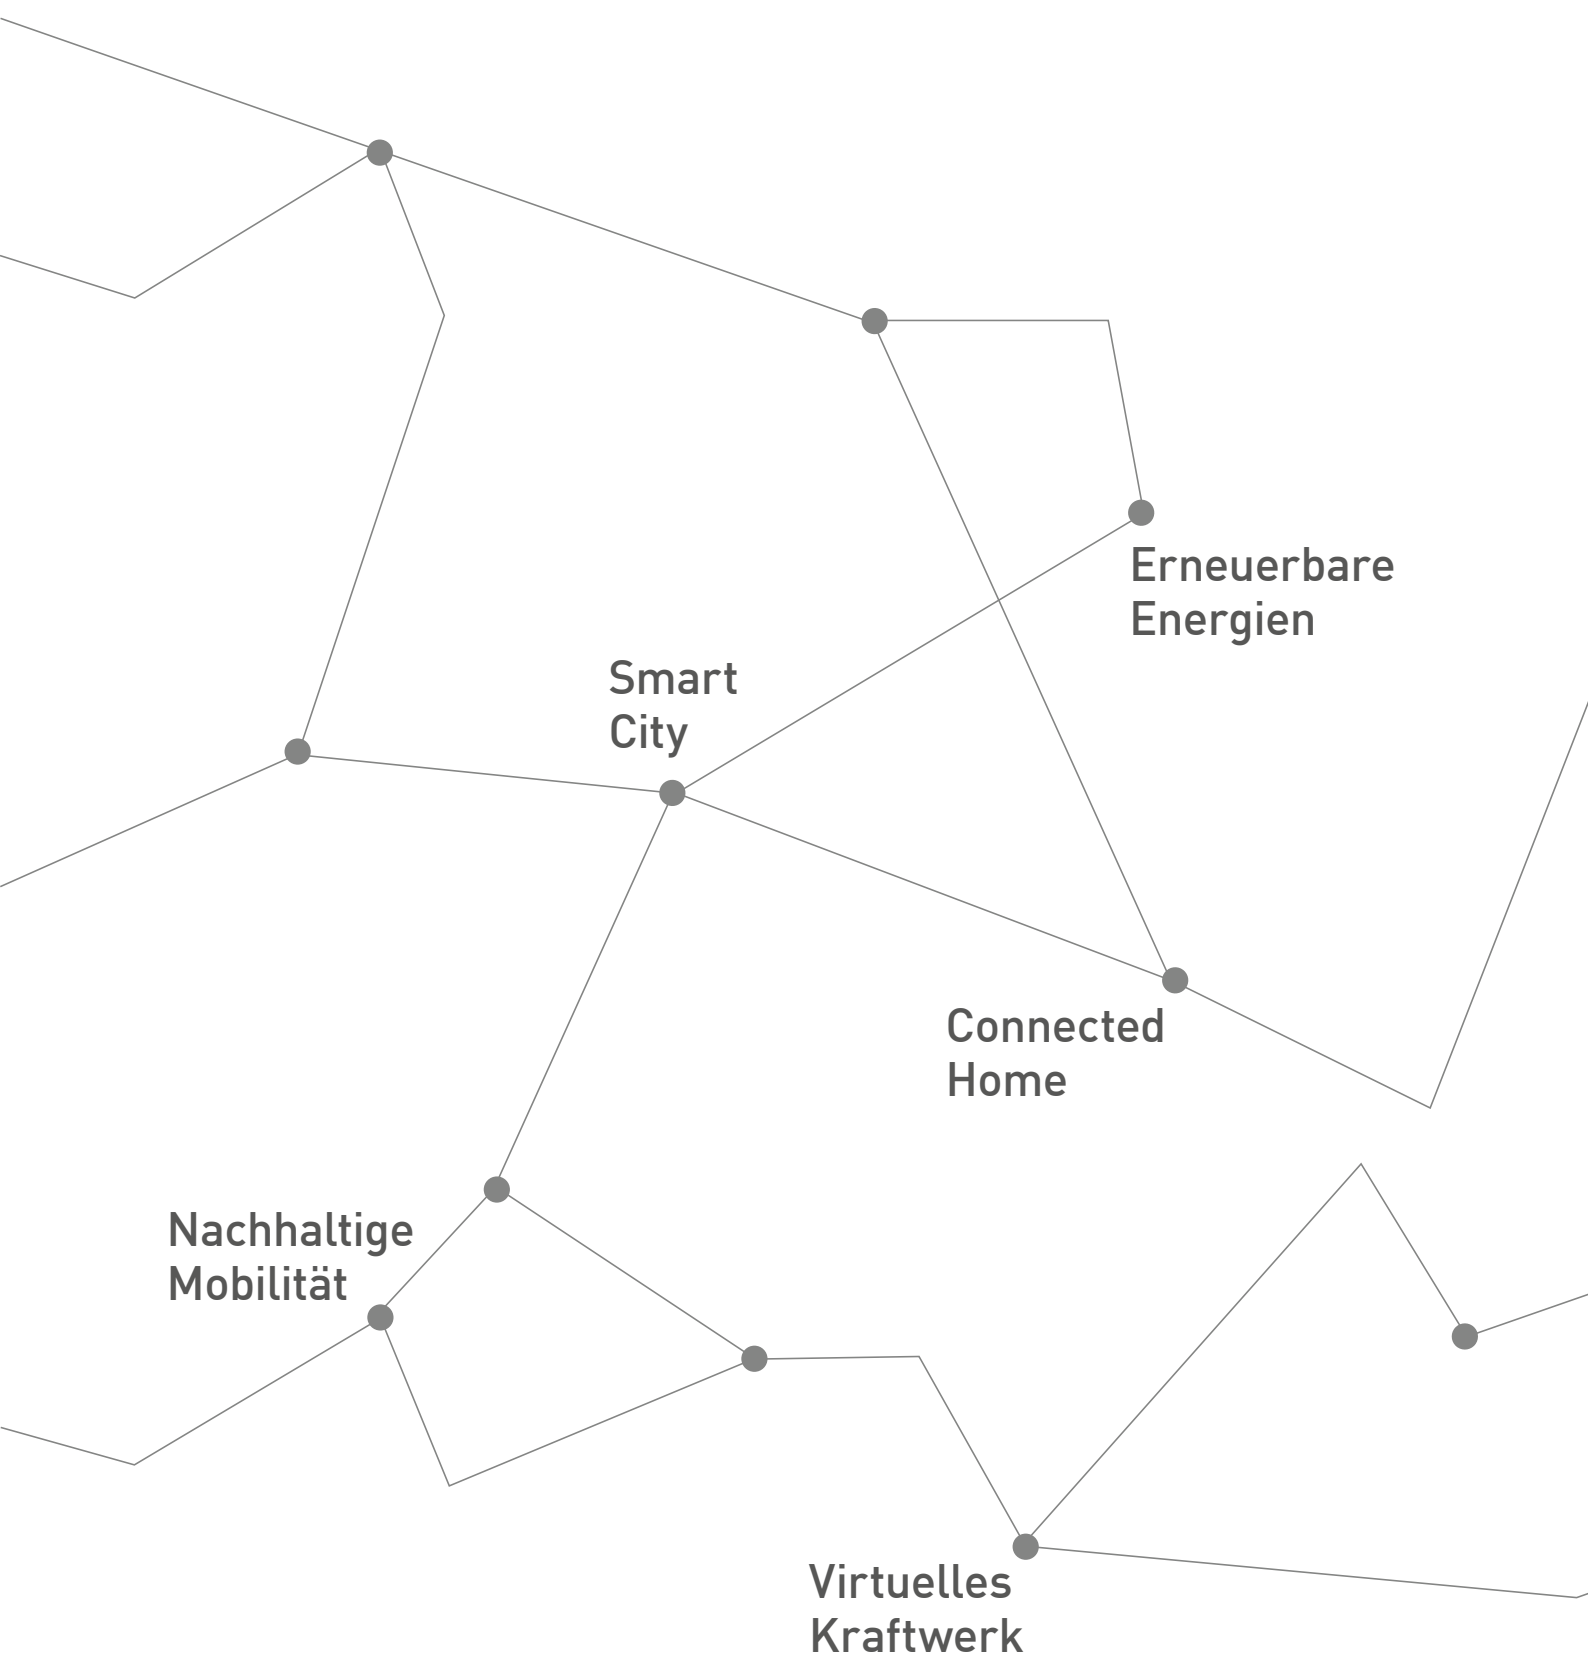 Erneuerbare
Energien
Smart
City
Connected
Home
Nachhaltige
Mobilität
Virtuelles
Kraftwerk